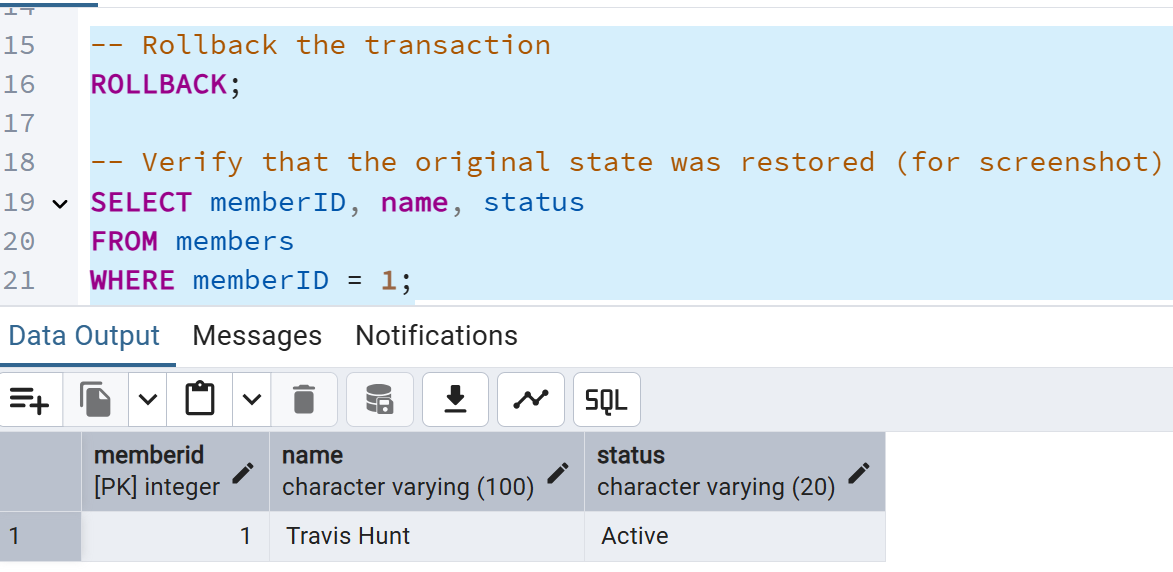 14
15 -- Rollback the transaction
16 ROLLBACK;
17
18 -- Verify that the original state was restored (for screenshot)
19 SELECT memberID, name, status
20 FROM members
21 WHERE memberID = 1;
Data Output Messages Notifications
SQL
memberid name status
[PK] integer character varying (100) character varying (20)
1 1 Travis Hunt Active